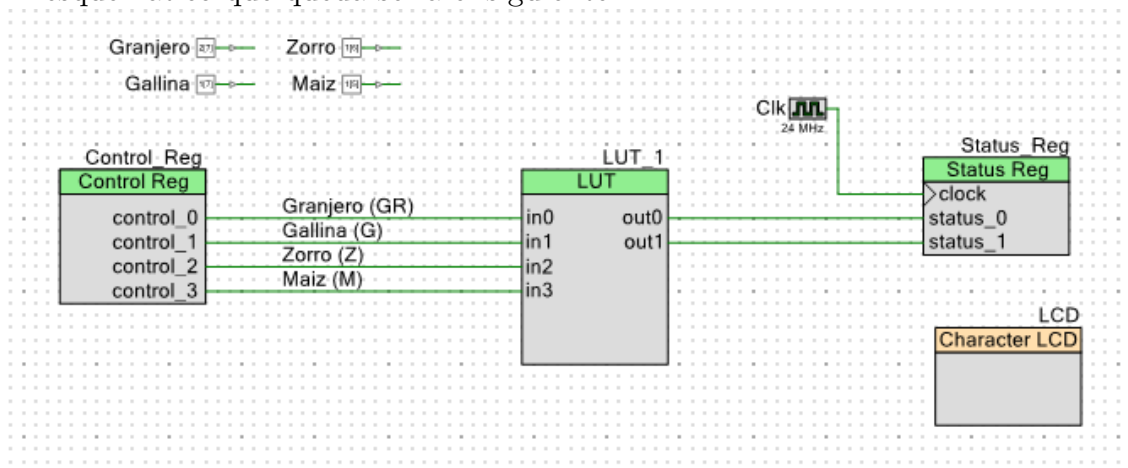 Granjero Zorro
Gallina Maiz
Clk
24 MHz
Control_Reg
Control Reg
control_0
control_1
control_2
control_3
Granjero (GR)
Gallina (G)
Zorro (Z)
Maiz (M)
LUT_1
LUT
in0 out0
in1 out1
in2
in3
Status_Reg
Status Reg
clock
status_0
status_1
LCD
Character LCD